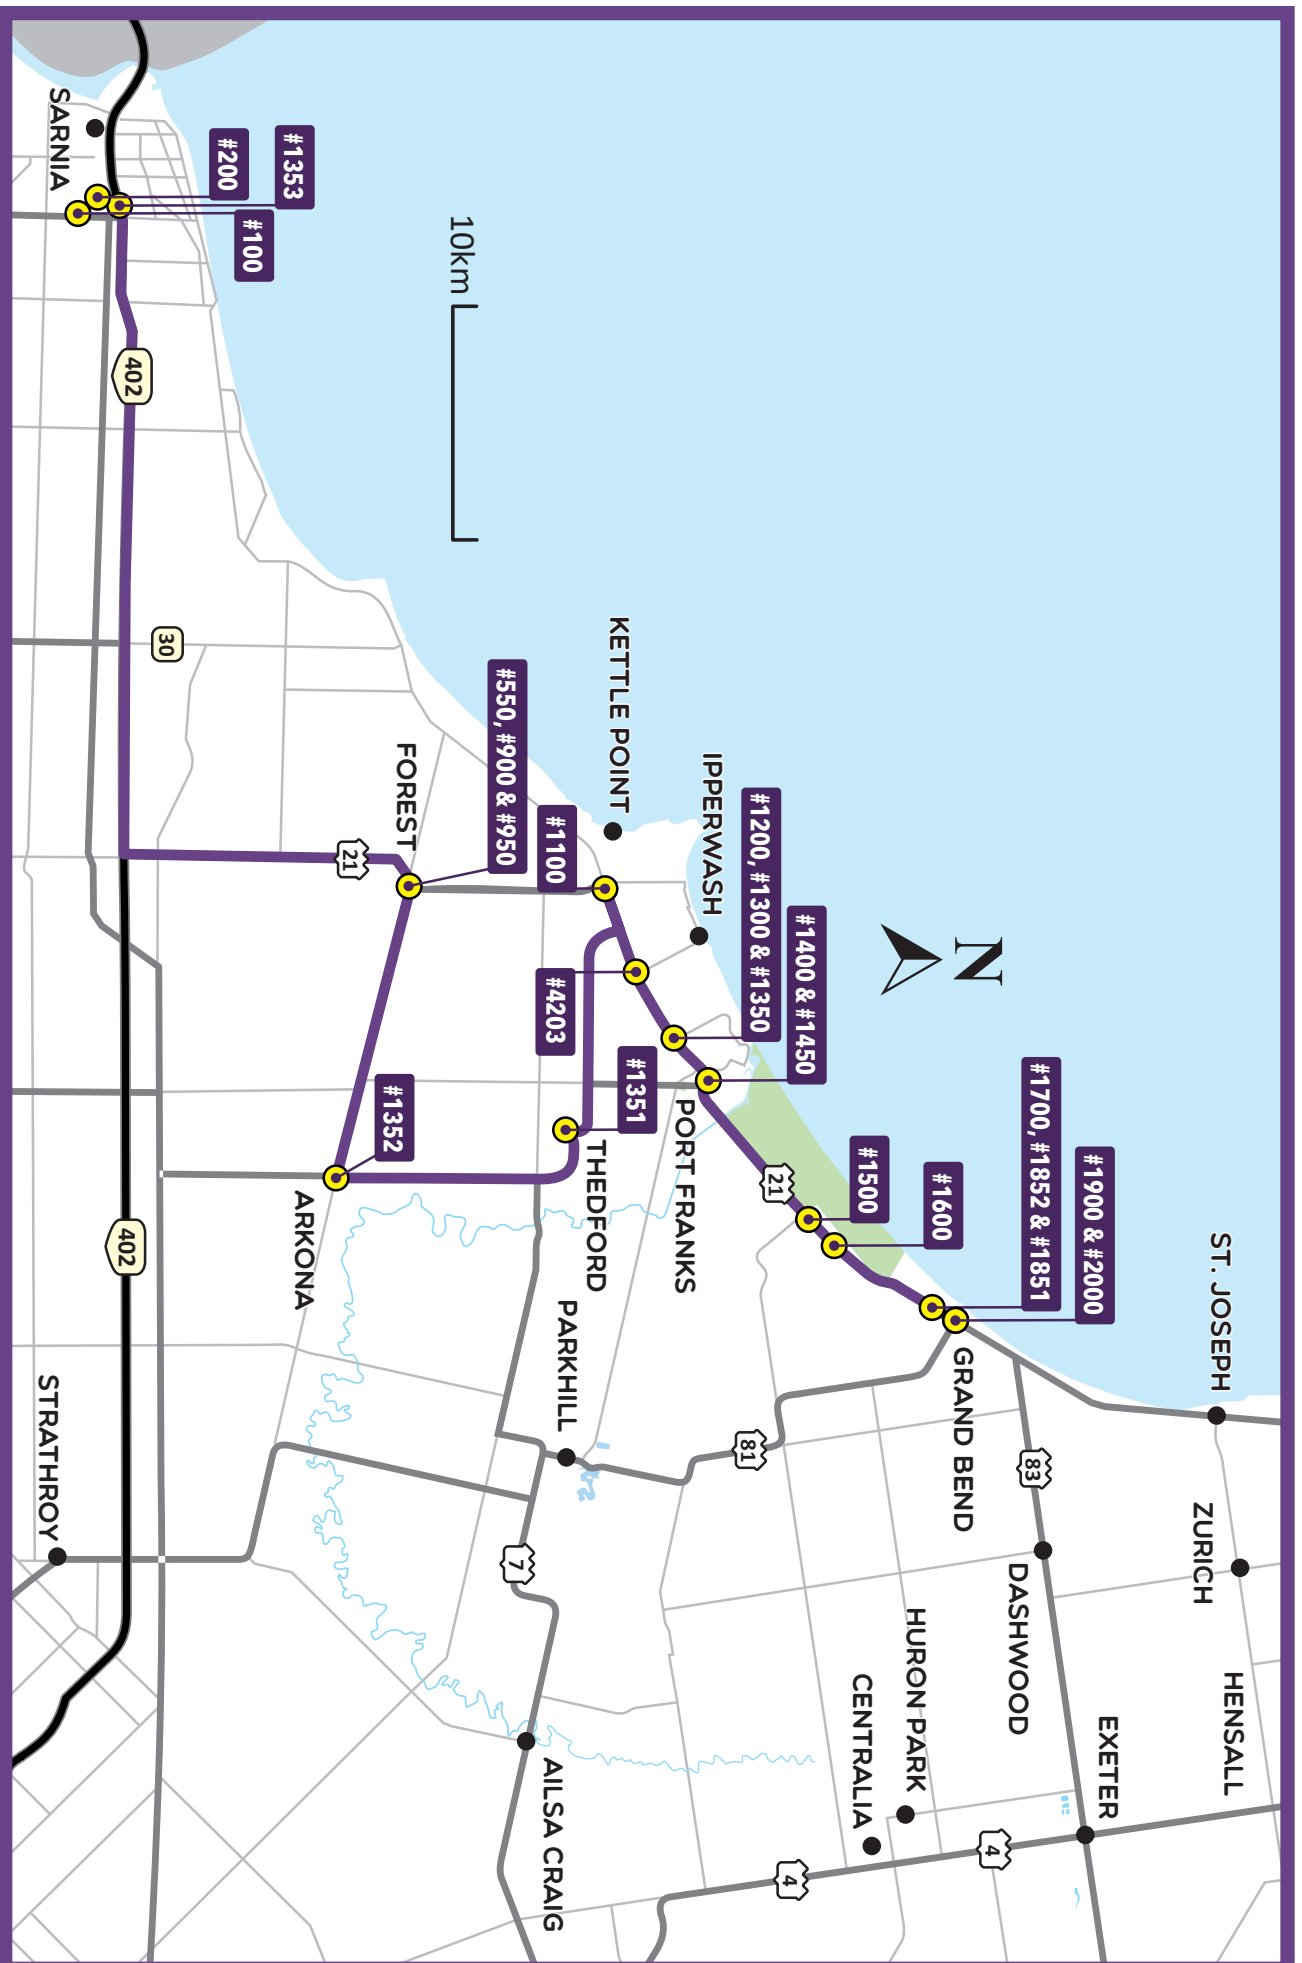 HENSALL
ST. JOSEPH
ZURICH
EXETER
#1900 & #2000
#1700, #1852 & #1851
83
DASHWOOD
4
N
GRAND BEND
#1600
HURON PARK
#1500
CENTRALIA
#1400 & #1450
4
21
#1200, #1300 & #1350
81
IPPERWASH
PORT FRANKS
#1351
KETTLE POINT
THEDFORD
PARKHILL
#1100
#4203
AILSA CRAIG
7
#550, #900 & #950
10km
FOREST
#1352
21
ARKONA
#1353
#100
#200
30
402
402
SARNIA
STRATHROY